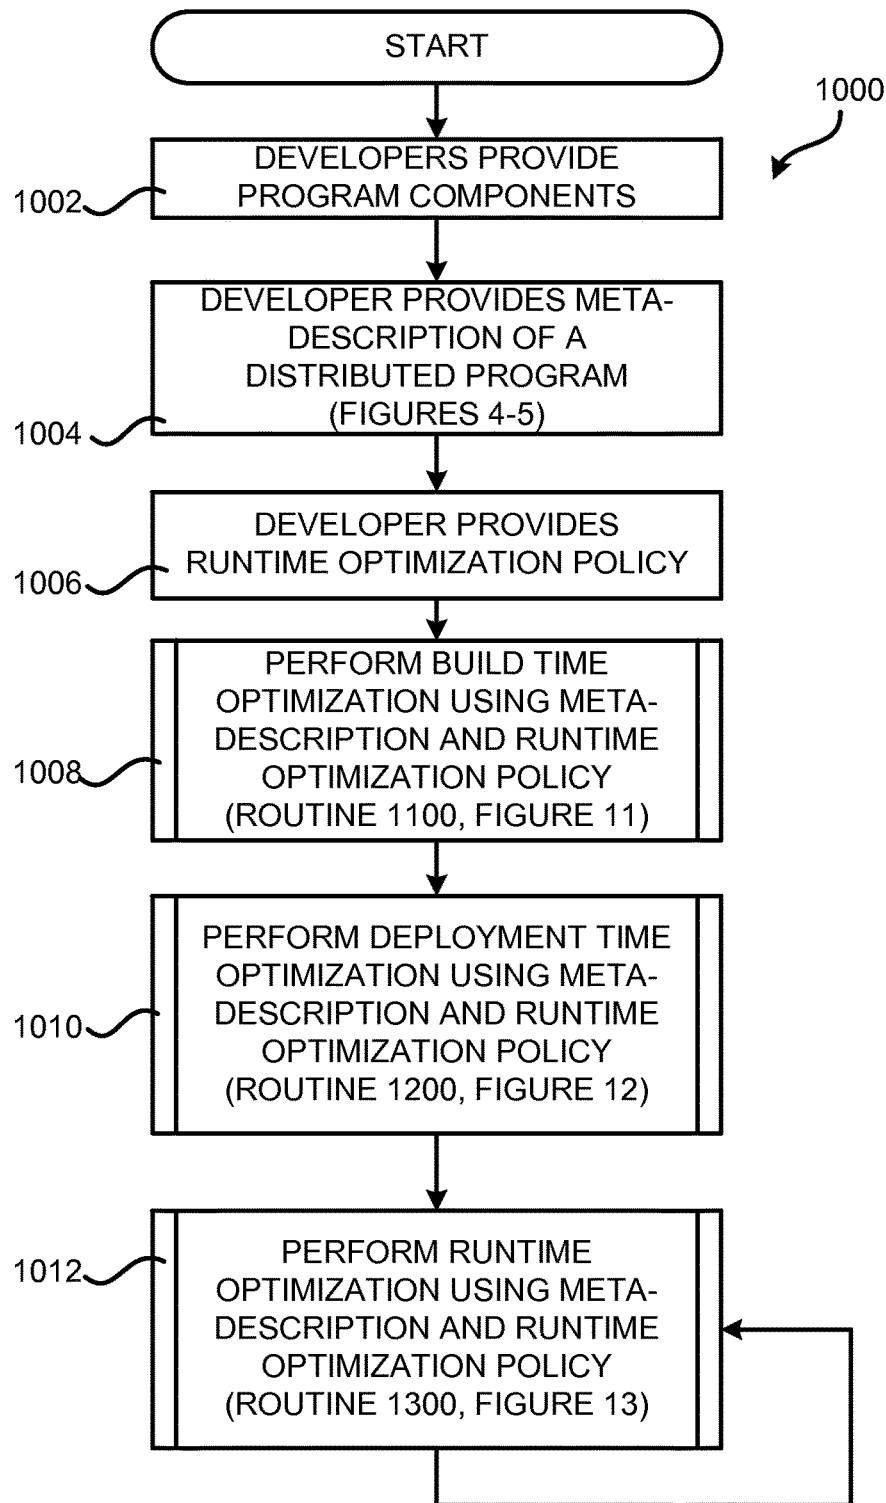 START
1000
DEVELOPERS PROVIDE
PROGRAM COMPONENTS
1002
DEVELOPER PROVIDES META-
DESCRIPTION OF A
DISTRIBUTED PROGRAM
(FIGURES 4-5)
1004
DEVELOPER PROVIDES
RUNTIME OPTIMIZATION POLICY
1006
PERFORM BUILD TIME
OPTIMIZATION USING META-
DESCRIPTION AND RUNTIME
OPTIMIZATION POLICY
(ROUTINE 1100, FIGURE 11)
1008
PERFORM DEPLOYMENT TIME
OPTIMIZATION USING META-
DESCRIPTION AND RUNTIME
OPTIMIZATION POLICY
(ROUTINE 1200, FIGURE 12)
1010
PERFORM RUNTIME
OPTIMIZATION USING META-
DESCRIPTION AND RUNTIME
OPTIMIZATION POLICY
(ROUTINE 1300, FIGURE 13)
1012